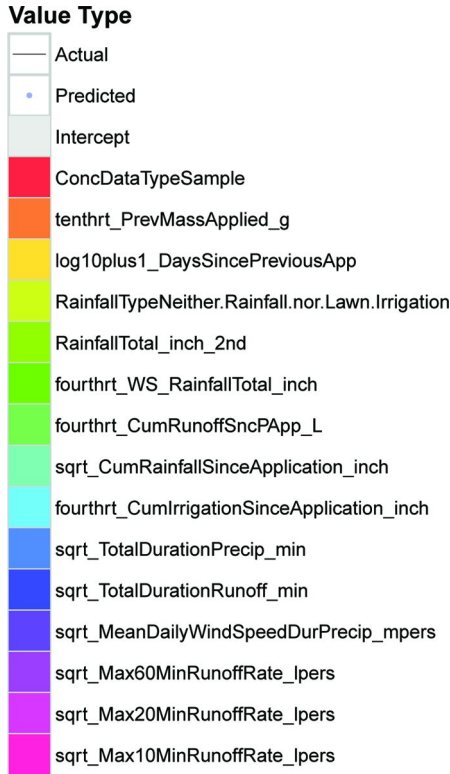 Value Type
Actual
Predicted
Intercept
ConcDataTypeSample
tenthrt_PrevMassApplied_g
log10plus1_DaysSincePreviousApp
RainfallTypeNeither.Rainfall.nor.Lawn.Irrigation
RainfallTotal_inch_2nd
fourthrt_WS_RainfallTotal_inch
fourthrt_CumRunoffSncPApp_L
sqrt_CumRainfallSinceApplication_inch
fourthrt_CumIrrigationSinceApplication_inch
sqrt_TotalDurationPrecip_min
sqrt_TotalDurationRunoff_min
sqrt_MeanDailyWindSpeedDurPrecip_mpers
sqrt_Max60MinRunoffRate_lpers
sqrt_Max20MinRunoffRate_lpers
sqrt_Max10MinRunoffRate_lpers